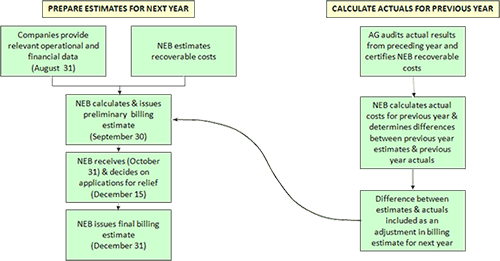 PREPARE ESTIMATES FOR NEXT YEAR
Companies provide
relevant operational and
financial data
(August 31)
NEB estimates
recoverable costs
NEB calculates & issues
preliminary billing
estimate
(September 30)
NEB receives (October
31) & decides on
applications for relief
(December 15)
NEB issues final billing
estimate
(December 31)
CALCULATE ACTUALS FOR PREVIOUS YEAR
AG audits actual results
from preceding year and
certifies NEB recoverable
costs
NEB calculates actual
costs for previous year &
determines differences
between previous year
estimates & previous
year actuals
Difference between
estimates & actuals
included as an
adjustment in billing
estimate for next year